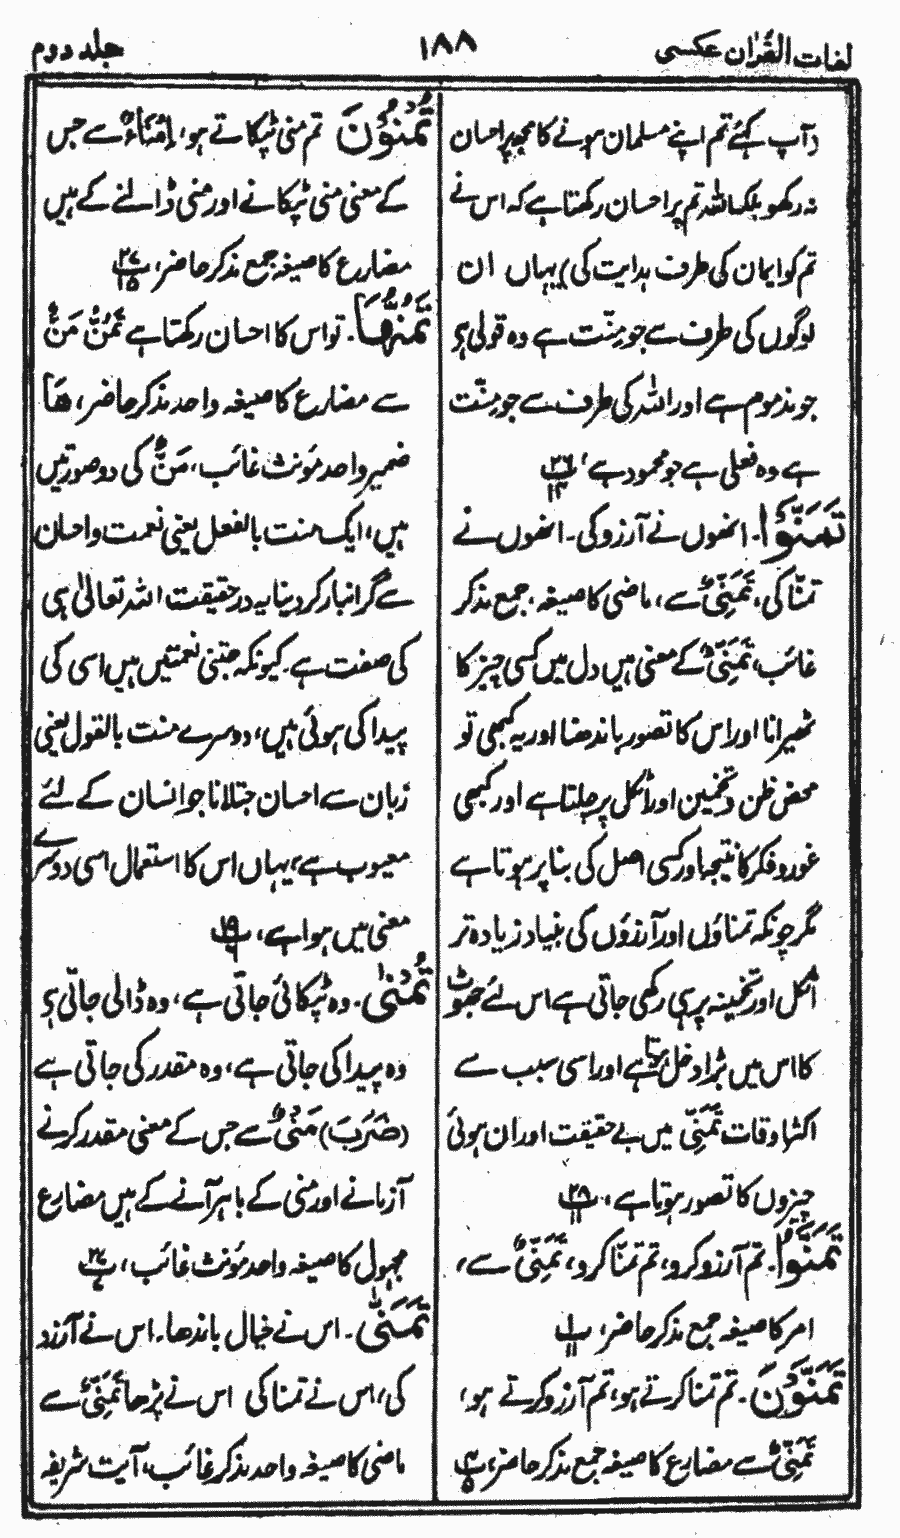 لغات القرآن عکسی
۱۸۸
جلد دوم
(آپ کہئے تم اپنے مسلمان ہونے کا مجھ پر احسان
نہ رکھو بلکہ اللہ تم پر احسان رکھتا ہے کہ اس نے
تم کو ایمان کی طرف ہدایت کی) یہاں ان
لوگوں کی طرف سے جو مِنّت ہے وہ قولی ہے
جو مذموم ہے اور اللہ کی طرف سے جو مِنّت
ہے وہ فعلی ہے جو محمود ہے،
تَمَنَّوْا۔ انھوں نے آرزو کی۔ انھوں نے
تمنّا کی، تَمَنِّیٌ سے، ماضی کا صیغہ، جمع مذکر
غائب، تَمَنِّیٌ کے معنی ہیں دل میں کسی چیز کا
ٹھیرانا اور اس کا تصور باندھنا اور یہ کبھی تو
محض ظن و تخمین اور اٹکل پر چلتا ہے اور کبھی
غور و فکر کا نتیجہ اور کسی اصل کی بنا پر ہوتا ہے
مگر چونکہ تمناؤں اور آرزوؤں کی بنیاد زیادہ تر
اٹکل اور تخمینہ پر ہی رکھی جاتی ہے اس لئے جھوٹ
کا اس میں بڑا دخل ہوتا ہے اور اسی سبب سے
اکثر اوقات تَمَنِّیْ میں بے حقیقت اور ان ہوئی
چیزوں کا تصور ہوتا ہے،
تَمَنَّوْا۔ تم آرزو کرو، تم تمنّا کرو، تَمَنِّیٌ سے،
امر کا صیغہ جمع مذکر حاضر،
تَمَنَّوْنَ۔ تم تمنا کرتے ہو، تم آرزو کرتے ہو،
تَمَنِّیٌ سے مضارع کا صیغہ جمع مذکر حاضر،
تُمْنُوْنَ تم منی ٹپکاتے ہو، اِمْنَاءٌ سے جس
کے معنی منی ٹپکانے اور منی ڈالنے کے ہیں
مضارع کا صیغہ جمع مذکر حاضر،
تَمُنُّهَا۔ تو اس کا احسان رکھتا ہے تَمُنُّ مَنٌّ
سے مضارع کا صیغہ واحد مذکر حاضر، هَا
ضمیر واحد مؤنث غائب، مَنٌّ کی دو صورتیں
ہیں، ایک منت بالفعل یعنی نعمت و احسان
سے گرانبار کر دینا یہ در حقیقت اللہ تعالیٰ ہی
کی صفت ہے۔ کیونکہ جتنی نعمتیں ہیں اسی کی
پیدا کی ہوئی ہیں، دوسرے منت بالقول یعنی
زبان سے احسان جتلانا جو انسان کے لئے
معیوب ہے، یہاں اس کا استعمال اسی دوسرے
معنی میں ہوا ہے،
تُمْنٰی۔ وہ ٹپکائی جاتی ہے، وہ ڈالی جاتی ہے
وہ پیدا کی جاتی ہے، وہ مقدر کی جاتی ہے
(ضَرَبَ) مَنْیٌ سے جس کے معنی مقدر کرنے
آزمانے اور منی کے باہر آنے کے ہیں مضارع
مجہول کا صیغہ واحد مؤنث غائب،
تَمَنّٰی۔ اس نے خیال باندھا۔ اس نے آرزو
کی، اس نے تمنا کی اس نے پڑھا تَمَنِّیٌ سے
ماضی کا صیغہ واحد مذکر غائب، آیت شریفہ